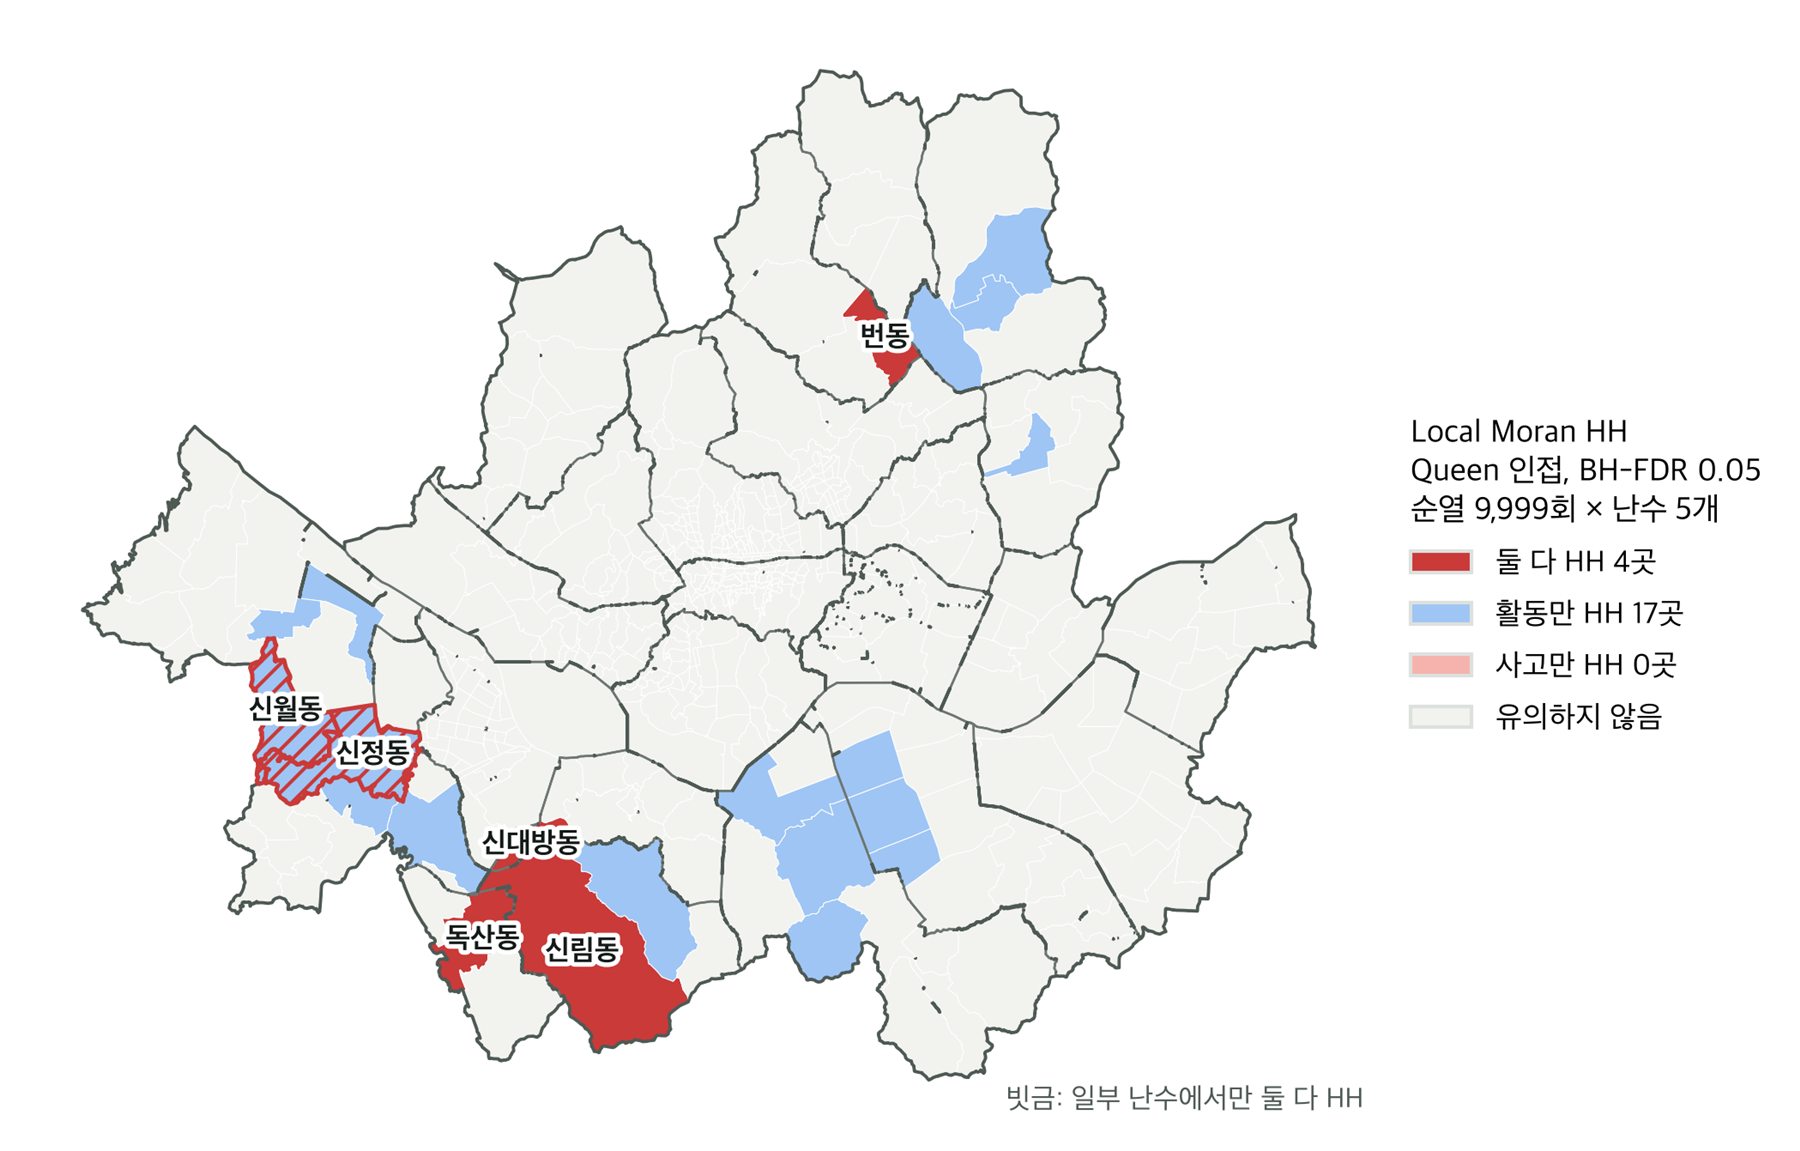 번동
신월동
신정동
신대방동
독산동
신림동
Local Moran HH
Queen 인접, BH-FDR 0.05
순열 9,999회 × 난수 5개
둘 다 HH 4곳
활동만 HH 17곳
사고만 HH 0곳
유의하지 않음
빗금: 일부 난수에서만 둘 다 HH